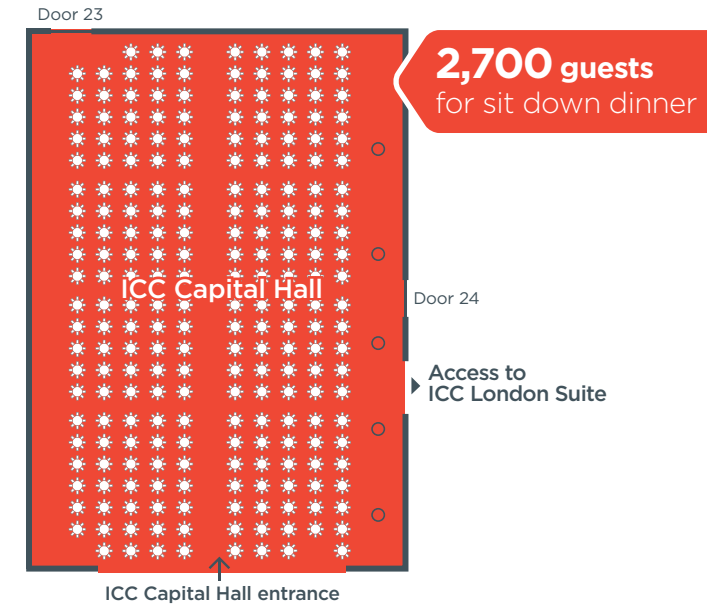 Door 23
2,700 guests
for sit down dinner
ICC Capital Hall
Door 24
Access to
ICC London Suite
ICC Capital Hall entrance